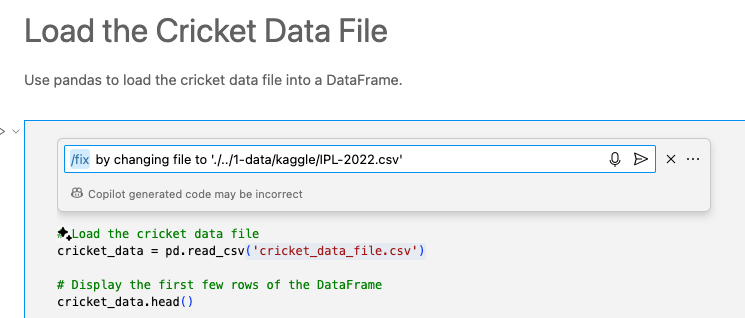 Load the Cricket Data File
Use pandas to load the cricket data file into a DataFrame.
/fix by changing file to './../1-data/kaggle/IPL-2022.csv'
Copilot generated code may be incorrect
Load the cricket data file
cricket_data = pd.read_csv('cricket_data_file.csv')
# Display the first few rows of the DataFrame
cricket_data.head()